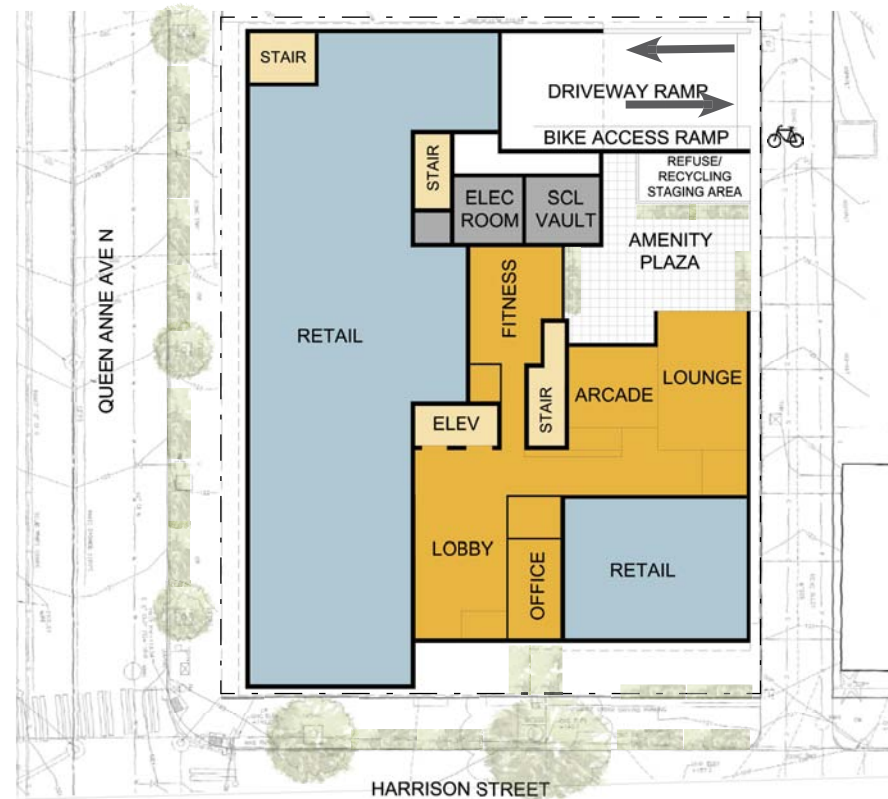 STAIR
DRIVEWAY RAMP
BIKE ACCESS RAMP
STAIR
REFUSE/
RECYCLING
STAGING AREA
ELEC
ROOM
SCL
VAULT
AMENITY
PLAZA
QUEEN ANNE AVE N
FITNESS
RETAIL
LOUNGE
ARCADE
STAIR
ELEV
LOBBY
OFFICE
RETAIL
HARRISON STREET